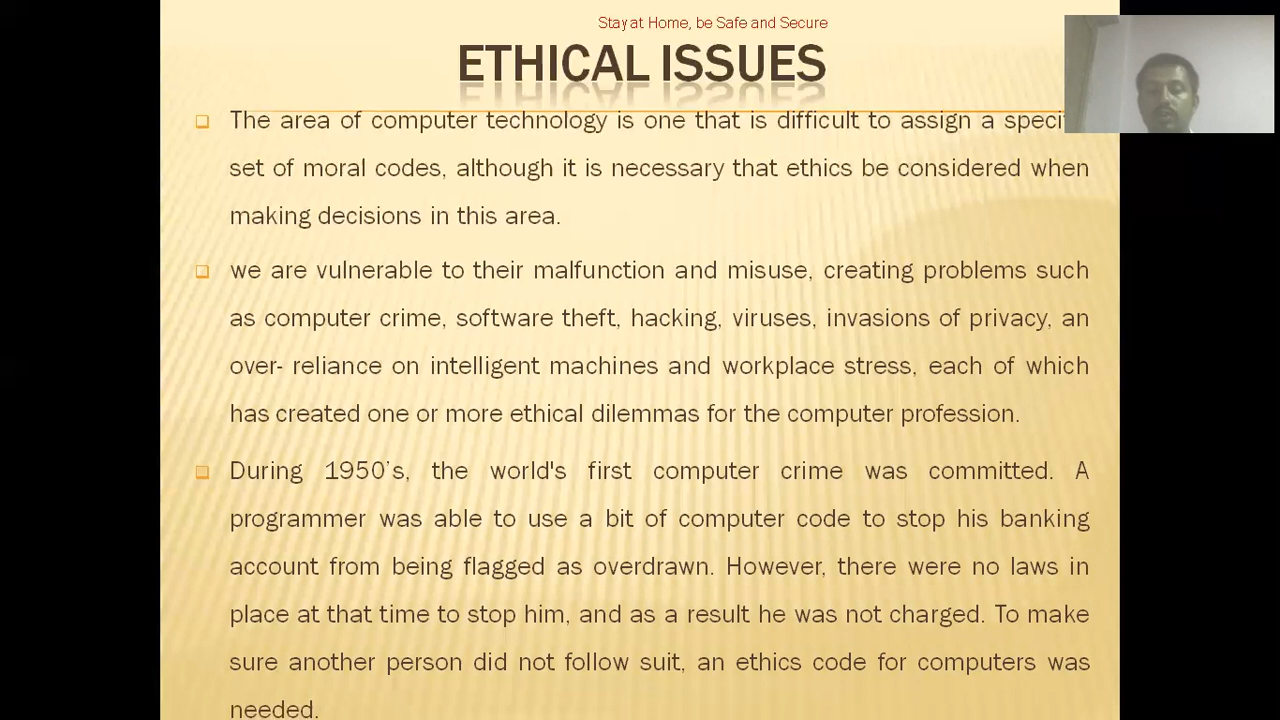 Stay at Home, be Safe and Secure
ETHICAL ISSUES
The area of computer technology is one that is difficult to assign a
set of moral codes, although it is necessary that ethics be considered when
making decisions in this area.
we are vulnerable to their malfunction and misuse, creating problems such
as computer crime, software theft, hacking, viruses, invasions of privacy, an
over- reliance on intelligent machines and workplace stress, each of which
has created one or more ethical dilemmas for the computer profession.
During 1950's, the world's first computer crime was committed. A
programmer was able to use a bit of computer code to stop his banking
account from being flagged as overdrawn. However, there were no laws in
place at that time to stop him, and as a result he was not charged. To make
sure another person did not follow suit, an ethics code for computers was
needed.